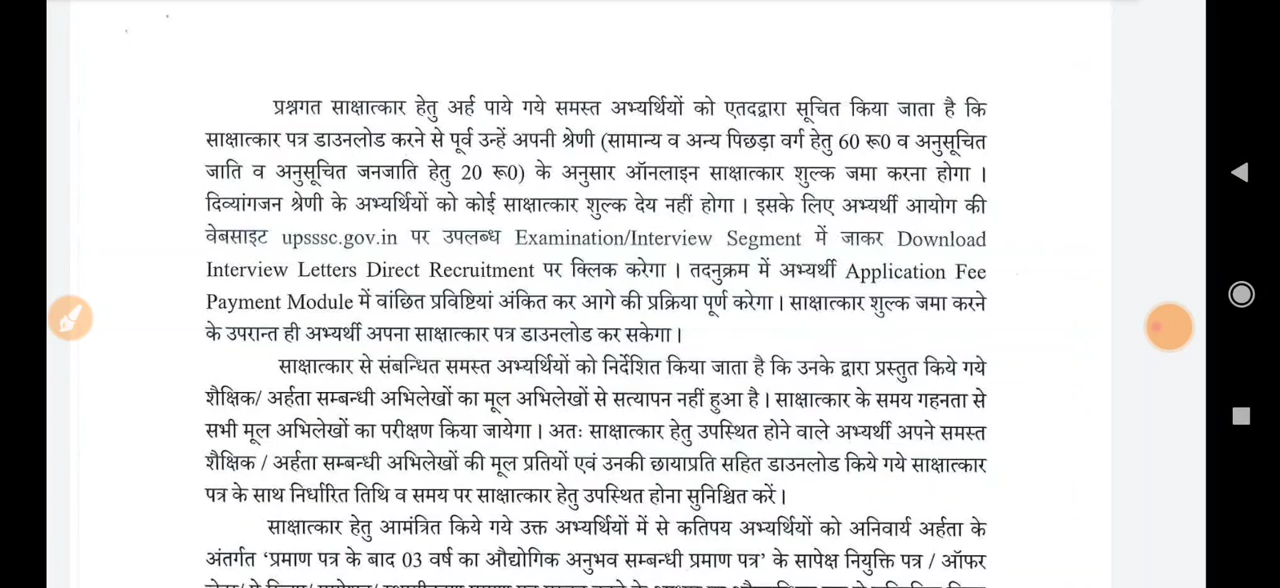 प्रश्नगत साक्षात्कार हेतु अर्ह पाये गये समस्त अभ्यर्थियों को एतदद्वारा सूचित किया जाता है कि
साक्षात्कार पत्र डाउनलोड करने से पूर्व उन्हें अपनी श्रेणी (सामान्य व अन्य पिछड़ा वर्ग हेतु 60 रू0 व अनुसूचित
जाति व अनुसूचित जनजाति हेतु 20 रू0) के अनुसार ऑनलाइन साक्षात्कार शुल्क जमा करना होगा ।
दिव्यांगजन श्रेणी के अभ्यर्थियों को कोई साक्षात्कार शुल्क देय नहीं होगा । इसके लिए अभ्यर्थी आयोग की
वेबसाइट upsssc.gov.in पर उपलब्ध Examination/Interview Segment में जाकर Download
Interview Letters Direct Recruitment पर क्लिक करेगा । तदनुक्रम में अभ्यर्थी Application Fee
Payment Module में वांछित प्रविष्टियां अंकित कर आगे की प्रक्रिया पूर्ण करेगा । साक्षात्कार शुल्क जमा करने
के उपरान्त ही अभ्यर्थी अपना साक्षात्कार पत्र डाउनलोड कर सकेगा ।
साक्षात्कार से संबन्धित समस्त अभ्यर्थियों को निर्देशित किया जाता है कि उनके द्वारा प्रस्तुत किये गये
शैक्षिक/ अर्हता सम्बन्धी अभिलेखों का मूल अभिलेखों से सत्यापन नहीं हुआ है । साक्षात्कार के समय गहनता से
सभी मूल अभिलेखों का परीक्षण किया जायेगा । अतः साक्षात्कार हेतु उपस्थित होने वाले अभ्यर्थी अपने समस्त
शैक्षिक / अर्हता सम्बन्धी अभिलेखों की मूल प्रतियों एवं उनकी छायाप्रति सहित डाउनलोड किये गये साक्षात्कार
पत्र के साथ निर्धारित तिथि व समय पर साक्षात्कार हेतु उपस्थित होना सुनिश्चित करें ।
साक्षात्कार हेतु आमंत्रित किये गये उक्त अभ्यर्थियों में से कतिपय अभ्यर्थियों को अनिवार्य अर्हता के
अंतर्गत ‘प्रमाण पत्र के बाद 03 वर्ष का औद्योगिक अनुभव सम्बन्धी प्रमाण पत्र’ के सापेक्ष नियुक्ति पत्र / ऑफर